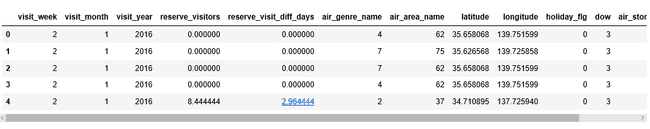 visit_week visit_month visit_year reserve_visitors reserve_visit_diff_days air_genre_name air_area_name latitude longitude holiday_flg dow air_stor
0 2 1 2016 0.000000 0.000000 4 62 35.658068 139.751599 0 3
1 2 1 2016 0.000000 0.000000 7 75 35.626568 139.725858 0 3
2 2 1 2016 0.000000 0.000000 7 62 35.658068 139.751599 0 3
3 2 1 2016 0.000000 0.000000 4 62 35.658068 139.751599 0 3
4 2 1 2016 8.444444 2.964444 2 37 34.710895 137.725940 0 3